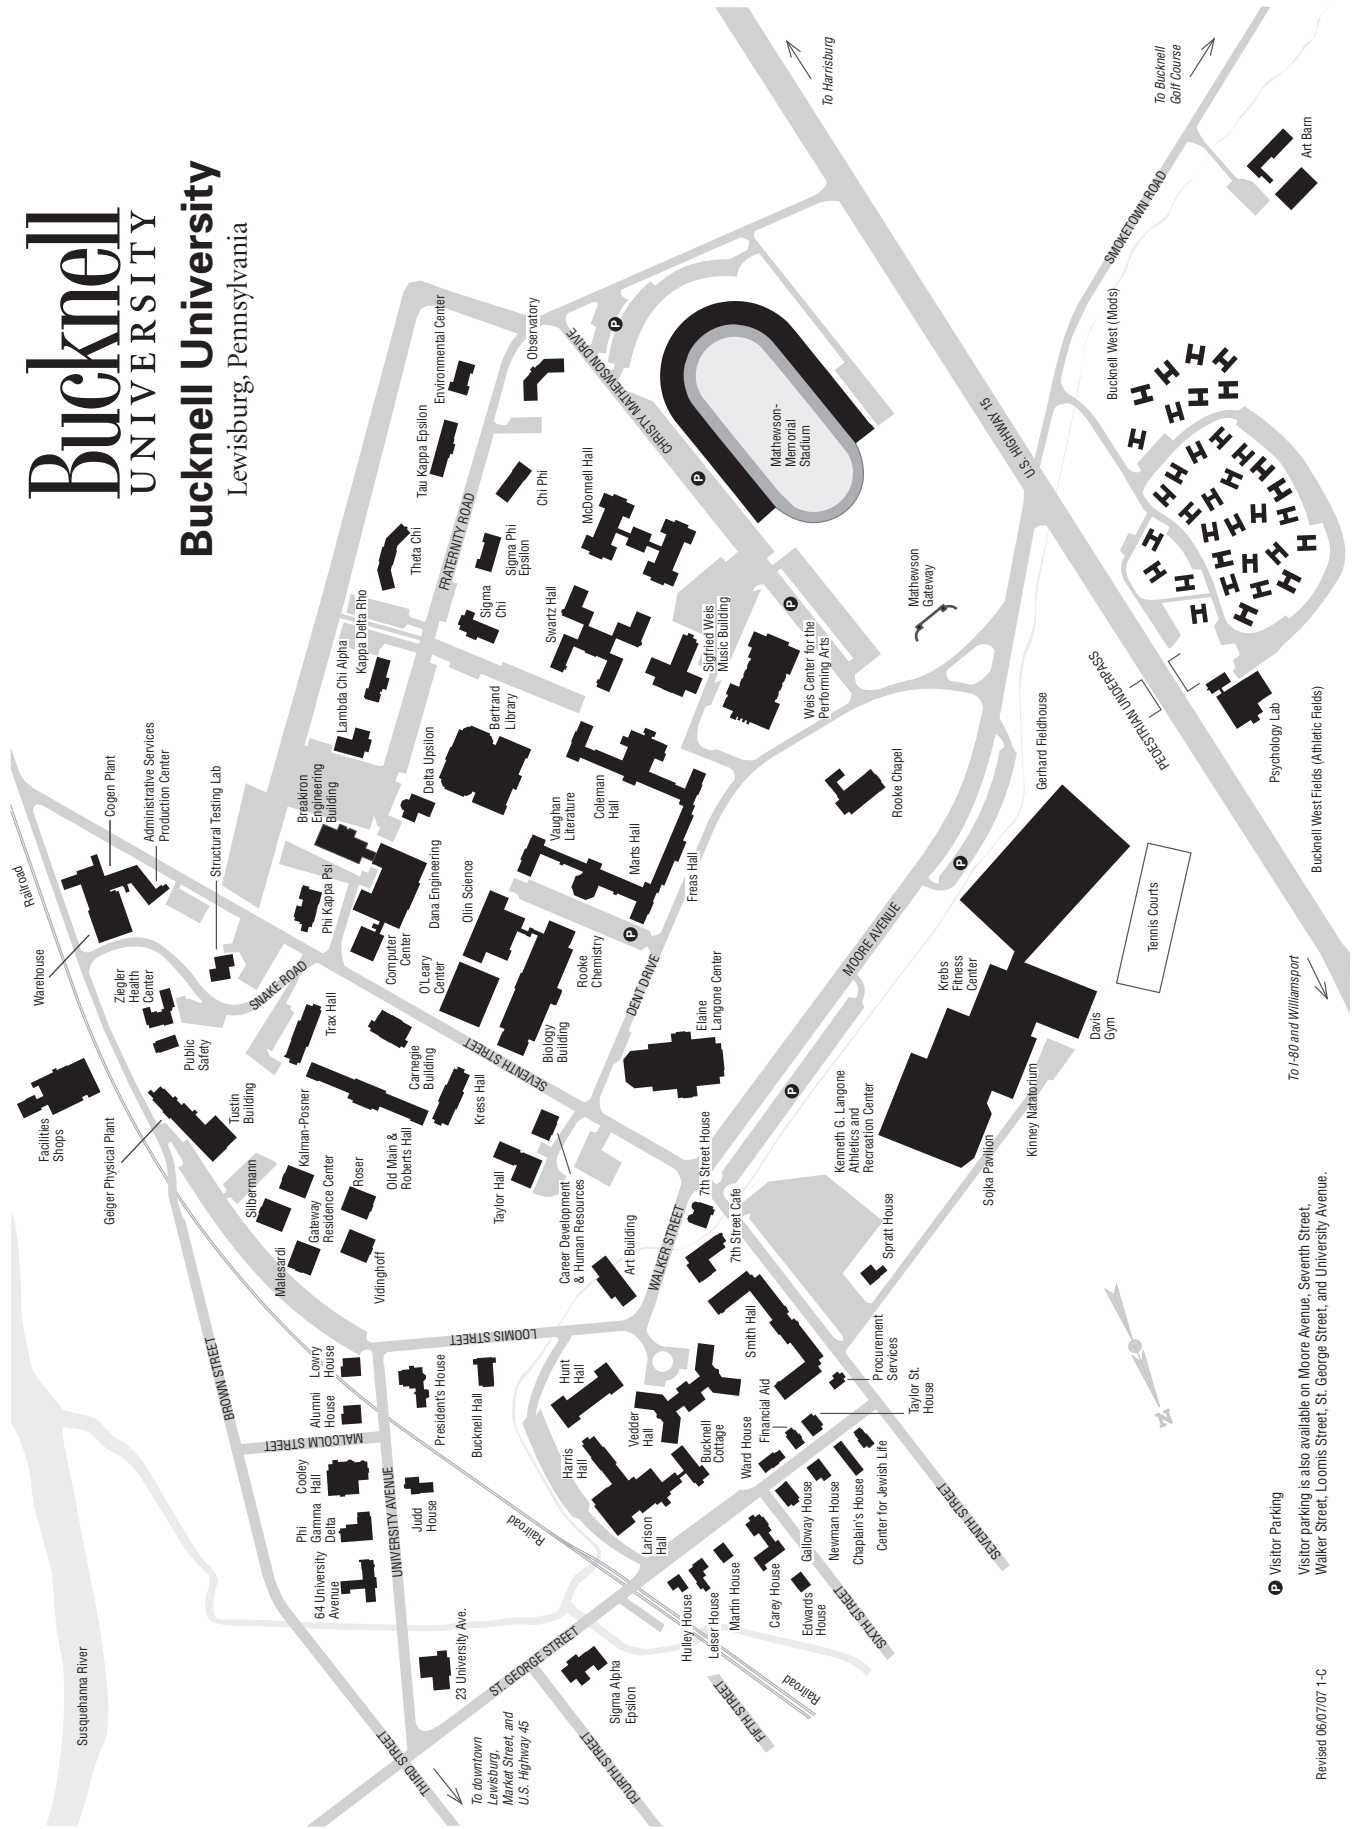 Bucknell
UNIVERSITY
Bucknell University
Lewisburg, Pennsylvania
Susquehanna River
Railroad
Facilities
Shops
Warehouse
Cogen Plant
Administrative Services
Production Center
Structural Testing Lab
Ziegler
Health
Center
Public
Safety
Geiger Physical Plant
Tustin
Building
SNAKE ROAD
Trax Hall
Phi Kappa Psi
Breakiron
Engineering
Building
Lambda Chi Alpha
Kappa Delta Rho
Theta Chi
Tau Kappa Epsilon
Environmental Center
Observatory
FRATERNITY ROAD
Chi Phi
Sigma Phi
Epsilon
Sigma
Chi
Delta Upsilon
Bertrand
Library
Swartz Hall
McDonnell Hall
CHRISTY MATHEWSON DRIVE
P
P
P
Mathewson-
Memorial
Stadium
To Harrisburg
Silbermann
Kalman-Posner
Gateway
Residence Center
Roser
Malesardi
Vidinghoff
Old Main &
Roberts Hall
Carnegie
Building
Kress Hall
Computer
Center
Dana Engineering
O'Leary
Center
Olin Science
Rooke
Chemistry
Biology
Building
SEVENTH STREET
Vaughan
Literature
Coleman
Hall
Marts Hall
Freas Hall
P
DENT DRIVE
Sigfried Weis
Music Building
Weis Center for the
Performing Arts
Mathewson
Gateway
Rooke Chapel
U.S. HIGHWAY 15
SMOKETOWN ROAD
To Bucknell
Golf Course
Art Barn
Bucknell West (Mods)
PEDESTRIAN UNDERPASS
Psychology Lab
Bucknell West Fields (Athletic Fields)
Gerhard Fieldhouse
Tennis Courts
P
MOORE AVENUE
P
Krebs
Fitness
Center
Davis
Gym
Kinney Natatorium
Sojka Pavilion
Kenneth G. Langone
Athletics and
Recreation Center
To I-80 and Williamsport
Elaine
Langone Center
Taylor Hall
Career Development
& Human Resources
Art Building
7th Street House
7th Street Cafe
WALKER STREET
Spratt House
Smith Hall
Procurement
Services
Taylor St.
House
Financial Aid
Ward House
Bucknell
Cottage
Vedder
Hall
Hunt
Hall
Harris
Hall
Larison
Hall
LOOMIS STREET
BROWN STREET
MALCOLM STREET
UNIVERSITY AVENUE
Lowry
House
Alumni
House
Cooley
Hall
Phi
Gamma
Delta
64 University
Avenue
President's House
Bucknell Hall
Judd
House
Railroad
23 University Ave.
ST. GEORGE STREET
Sigma Alpha
Epsilon
THIRD STREET
To downtown
Lewisburg,
Market Street, and
U.S. Highway 45
FOURTH STREET
FIFTH STREET
Railroad
SIXTH STREET
SEVENTH STREET
Hulley House
Leiser House
Martin House
Carey House
Edwards
House
Galloway House
Newman House
Chaplain's House
Center for Jewish Life
N
P Visitor Parking
Visitor parking is also available on Moore Avenue, Seventh Street,
Walker Street, Loomis Street, St. George Street, and University Avenue.
Revised 06/07/07 1-C